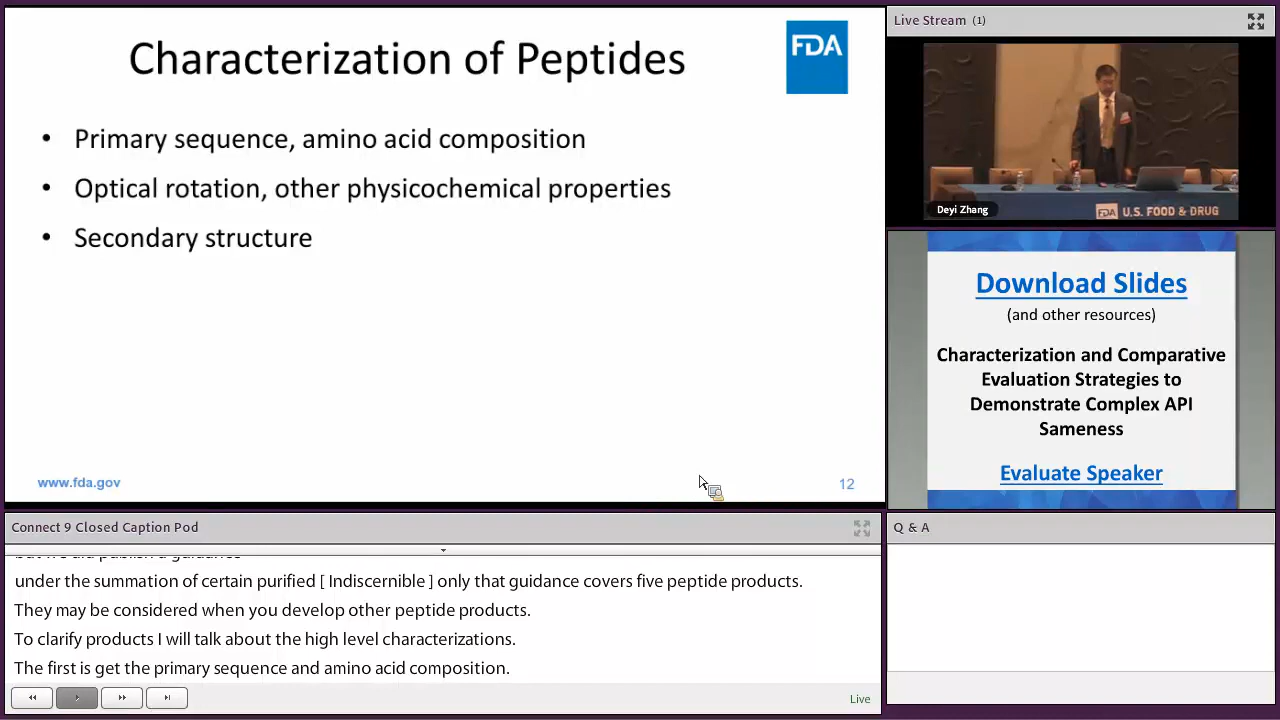 Characterization of Peptides
FDA
• Primary sequence, amino acid composition
• Optical rotation, other physicochemical properties
• Secondary structure
www.fda.gov
12
Live Stream (1)
Deyi Zhang
FDA U.S. FOOD & DRUG
Download Slides
(and other resources)
Characterization and Comparative
Evaluation Strategies to
Demonstrate Complex API
Sameness
Evaluate Speaker
Connect 9 Closed Caption Pod
under the summation of certain purified [ Indiscernible ] only that guidance covers five peptide products.
They may be considered when you develop other peptide products.
To clarify products I will talk about the high level characterizations.
The first is get the primary sequence and amino acid composition.
Live
Q & A